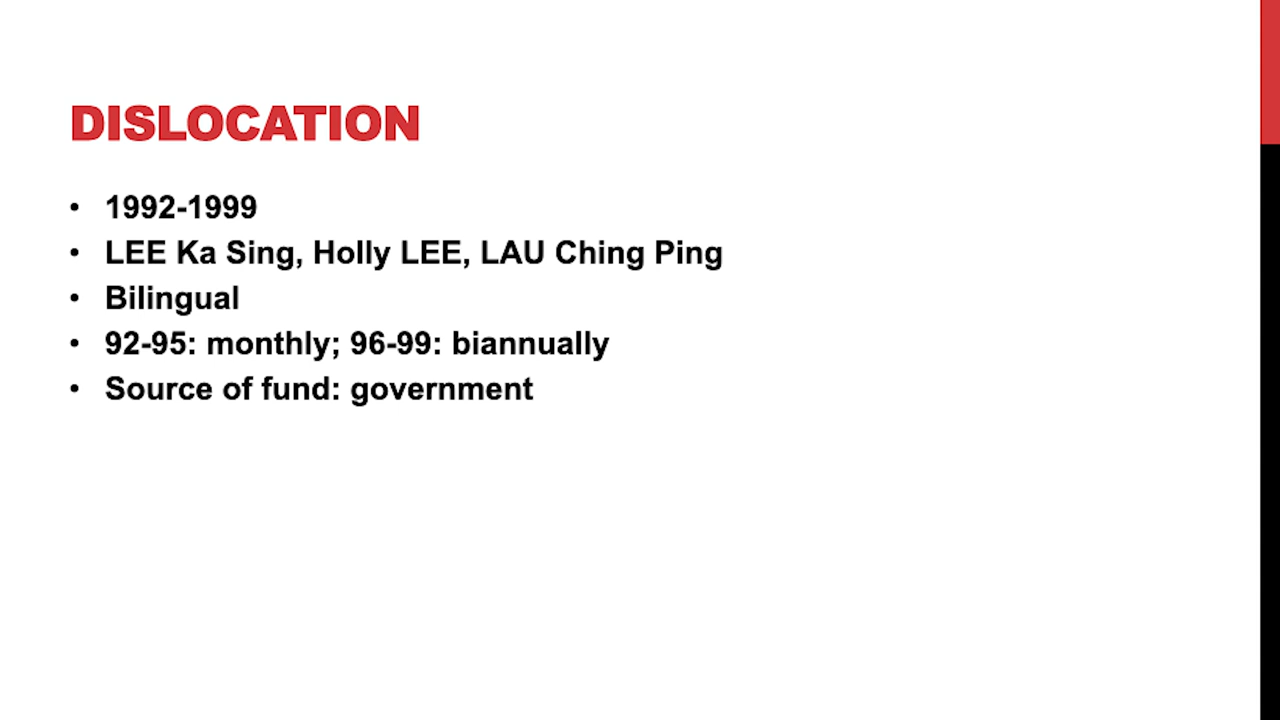 DISLOCATION
• 1992-1999
• LEE Ka Sing, Holly LEE, LAU Ching Ping
• Bilingual
• 92-95: monthly; 96-99: biannually
• Source of fund: government